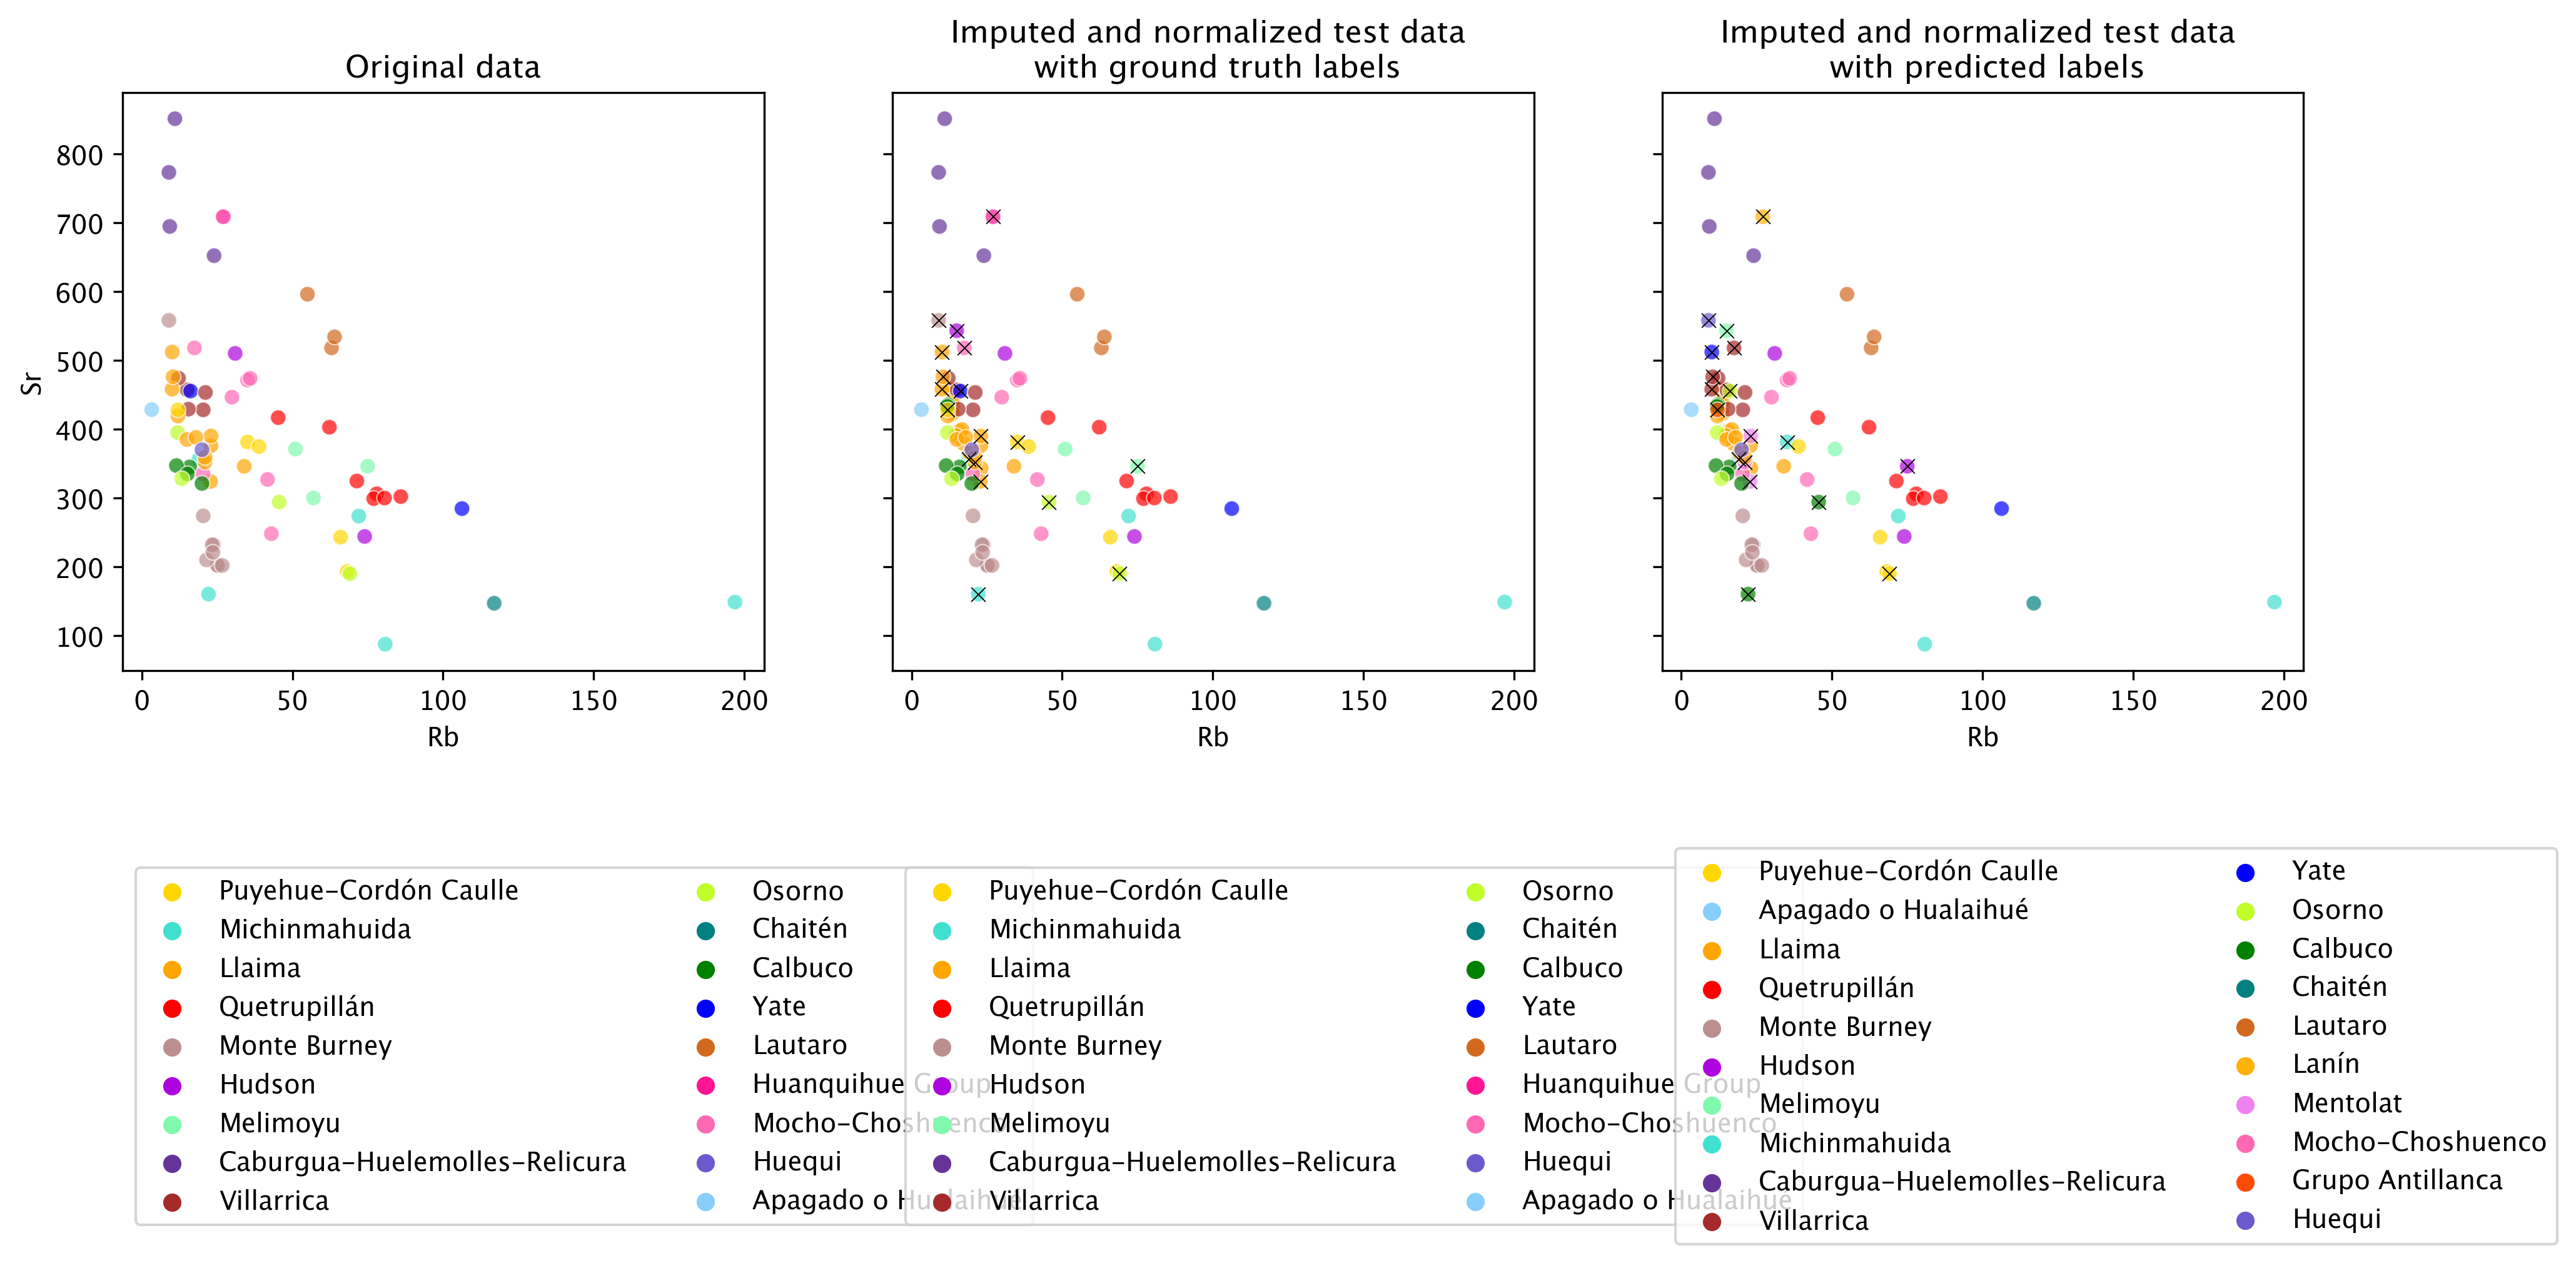 Original data
Imputed and normalized test data
with ground truth labels
Imputed and normalized test data
with predicted labels
Sr
800
700
600
500
400
300
200
100
0 50 100 150 200
0 50 100 150 200
0 50 100 150 200
Rb
Rb
Rb
Puyehue-Cordón Caulle
Michinmahuida
Llaima
Quetrupillán
Monte Burney
Hudson
Melimoyu
Caburgua-Huelemolles-Relicura
Villarrica
Osorno
Chaitén
Calbuco
Yate
Lautaro
Huanquihue Group
Mocho-Choshuenco
Huequi
Apagado o Hualaihue
Puyehue-Cordón Caulle
Michinmahuida
Llaima
Quetrupillán
Monte Burney
Hudson
Melimoyu
Caburgua-Huelemolles-Relicura
Villarrica
Osorno
Chaitén
Calbuco
Yate
Lautaro
Huanquihue Group
Mocho-Choshuenco
Huequi
Apagado o Hualaihue
Puyehue-Cordón Caulle
Apagado o Hualaihué
Llaima
Quetrupillán
Monte Burney
Hudson
Melimoyu
Michinmahuida
Caburgua-Huelemolles-Relicura
Villarrica
Yate
Osorno
Calbuco
Chaitén
Lautaro
Lanín
Mentolat
Mocho-Choshuenco
Grupo Antillanca
Huequi